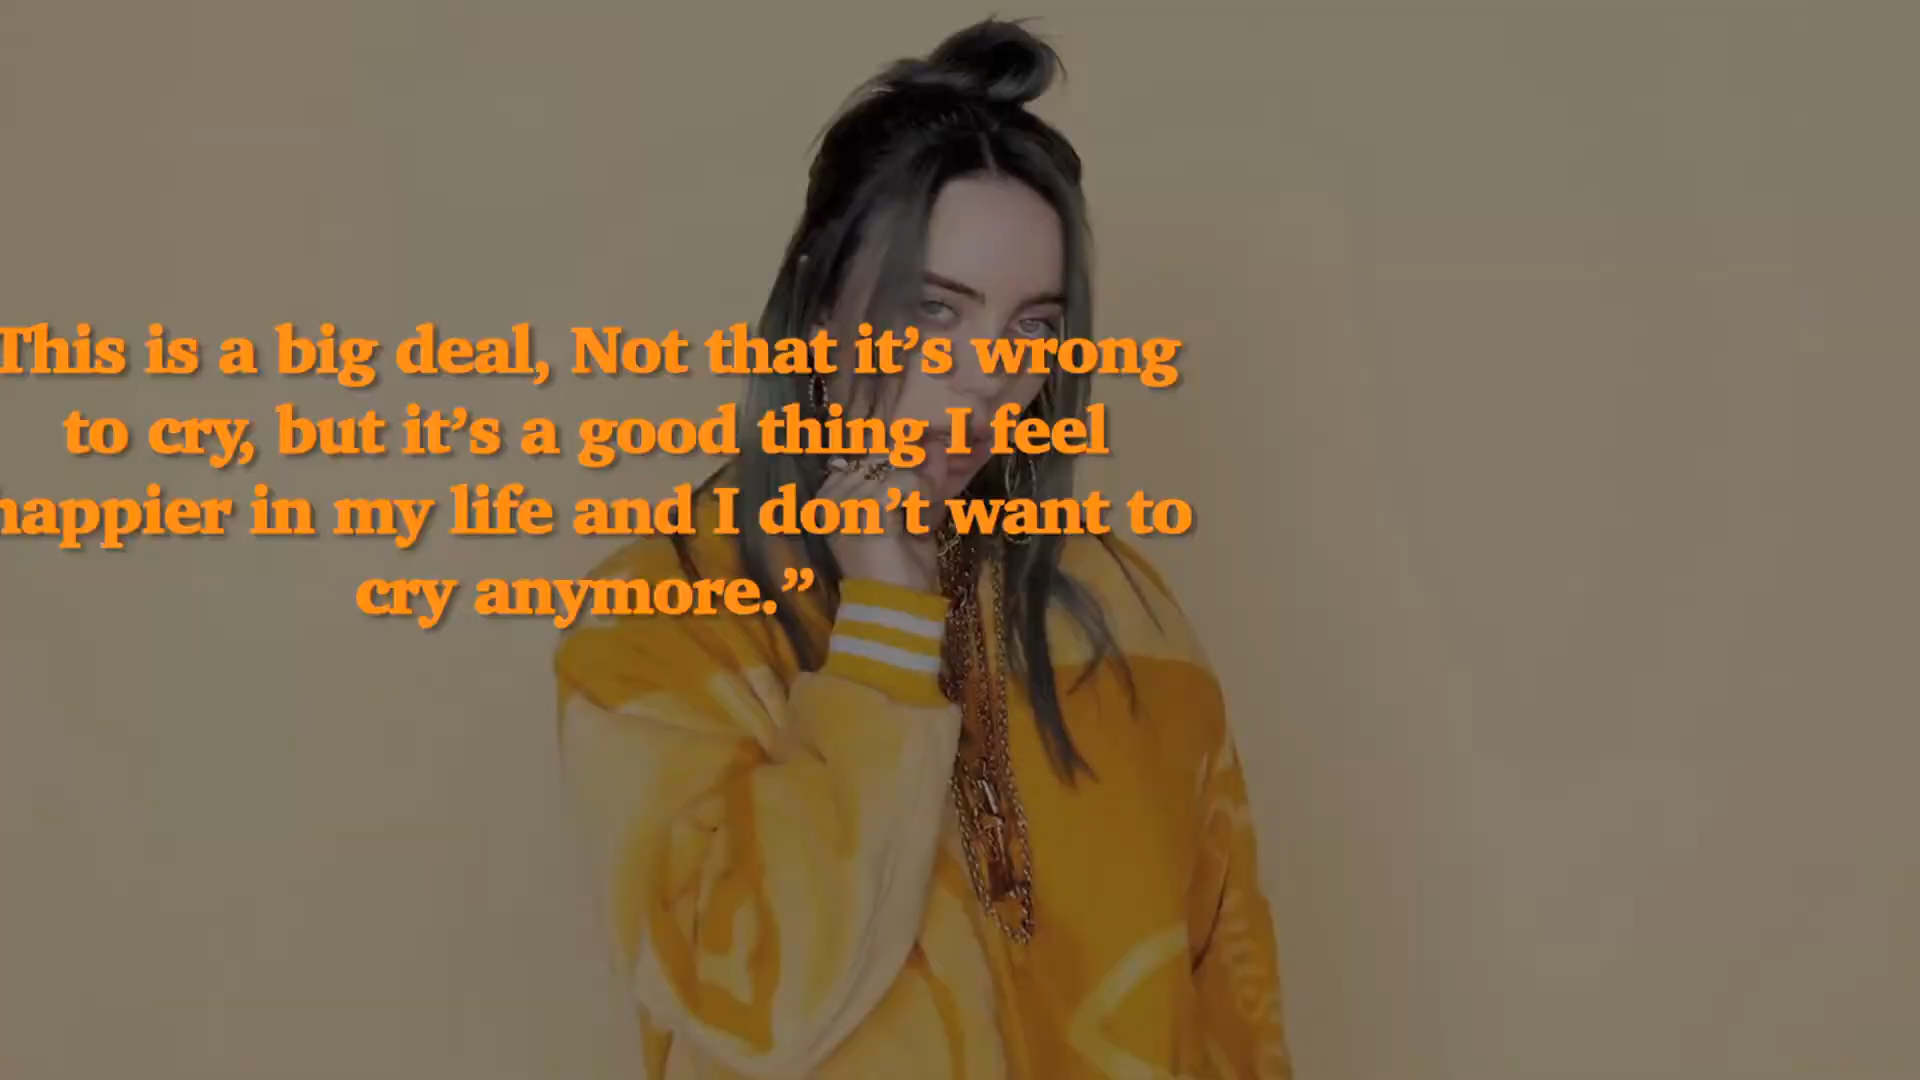 This is a big deal, Not that it’s wrong
to cry, but it’s a good thing I feel
happier in my life and I don’t want to
cry anymore.”